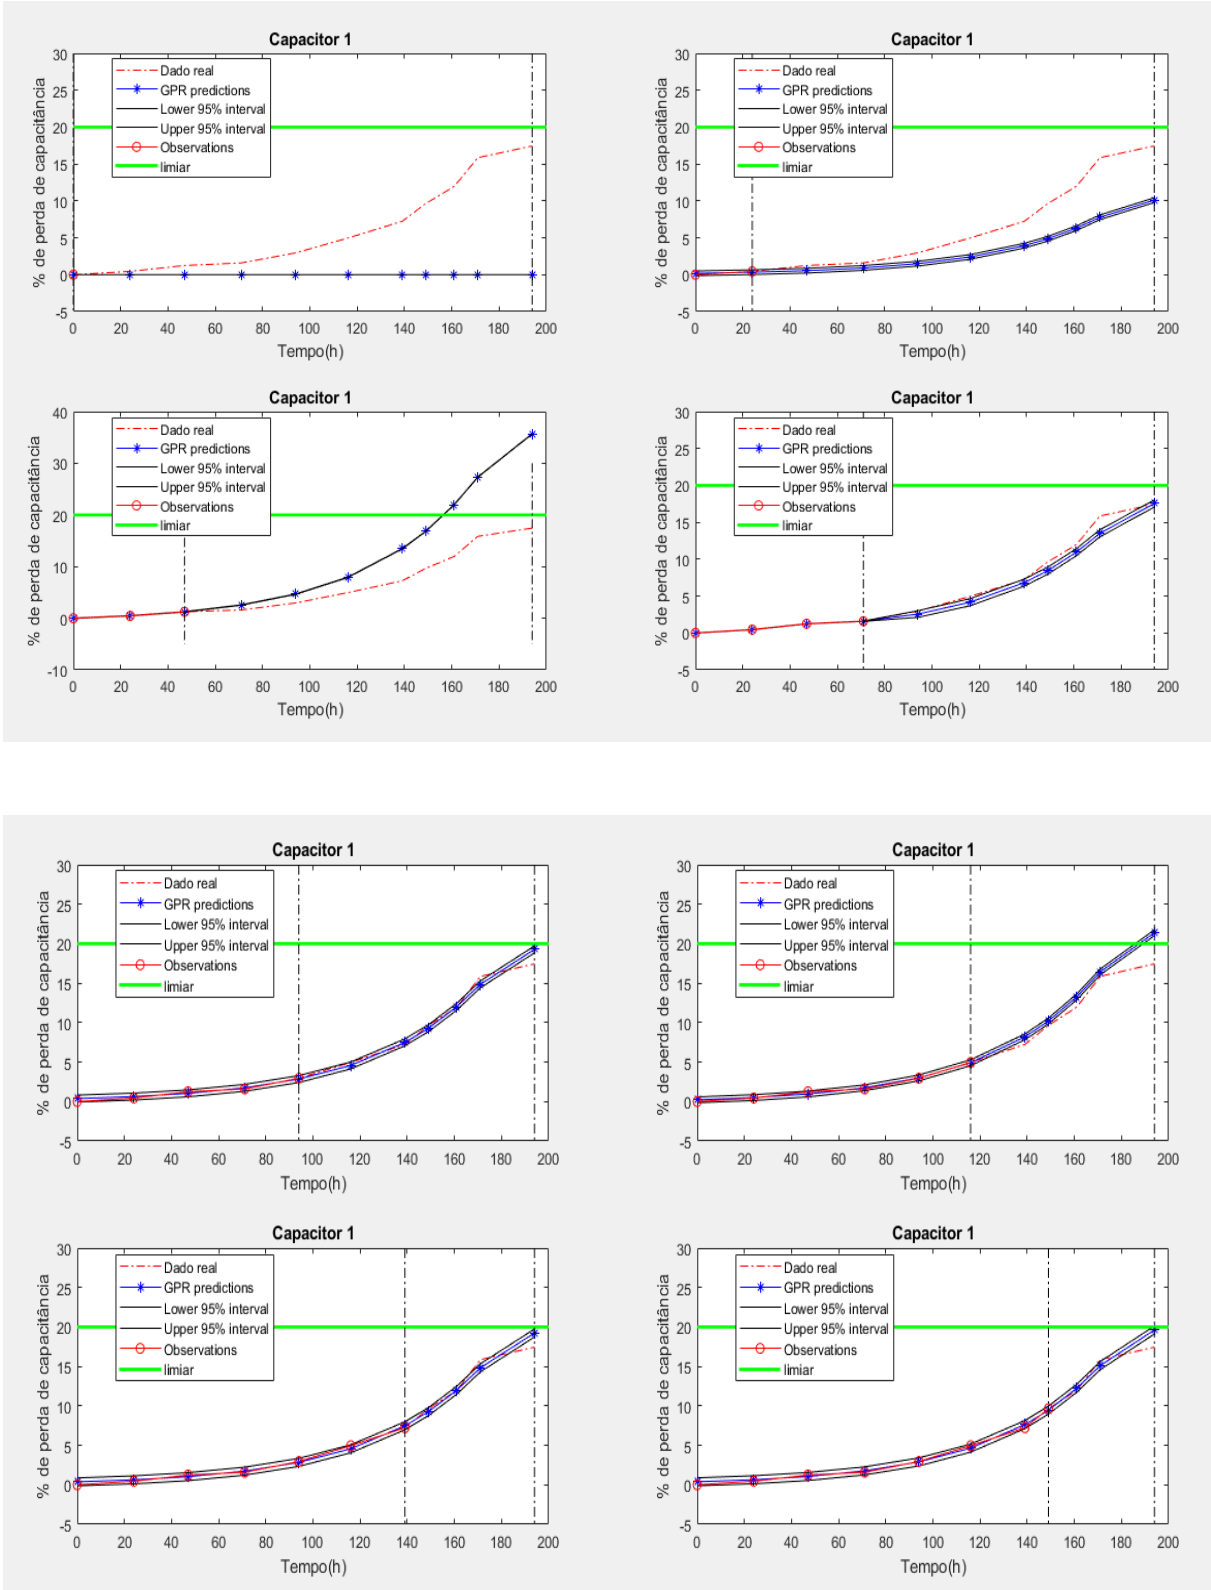 Capacitor 1
% de perda de capacitância
30
25
20
15
10
5
0
-5
Dado real
GPR predictions
Lower 95% interval
Upper 95% interval
Observations
limiar
0 20 40 60 80 100 120 140 160 180 200
Tempo(h)
Capacitor 1
% de perda de capacitância
30
25
20
15
10
5
0
-5
Dado real
GPR predictions
Lower 95% interval
Upper 95% interval
Observations
limiar
0 20 40 60 80 100 120 140 160 180 200
Tempo(h)
Capacitor 1
% de perda de capacitância
40
30
20
10
0
-10
Dado real
GPR predictions
Lower 95% interval
Upper 95% interval
Observations
limiar
0 20 40 60 80 100 120 140 160 180 200
Tempo(h)
Capacitor 1
% de perda de capacitância
30
25
20
15
10
5
0
-5
Dado real
GPR predictions
Lower 95% interval
Upper 95% interval
Observations
limiar
0 20 40 60 80 100 120 140 160 180 200
Tempo(h)
Capacitor 1
% de perda de capacitância
30
25
20
15
10
5
0
-5
Dado real
GPR predictions
Lower 95% interval
Upper 95% interval
Observations
limiar
0 20 40 60 80 100 120 140 160 180 200
Tempo(h)
Capacitor 1
% de perda de capacitância
30
25
20
15
10
5
0
-5
Dado real
GPR predictions
Lower 95% interval
Upper 95% interval
Observations
limiar
0 20 40 60 80 100 120 140 160 180 200
Tempo(h)
Capacitor 1
% de perda de capacitância
30
25
20
15
10
5
0
-5
Dado real
GPR predictions
Lower 95% interval
Upper 95% interval
Observations
limiar
0 20 40 60 80 100 120 140 160 180 200
Tempo(h)
Capacitor 1
% de perda de capacitância
30
25
20
15
10
5
0
-5
Dado real
GPR predictions
Lower 95% interval
Upper 95% interval
Observations
limiar
0 20 40 60 80 100 120 140 160 180 200
Tempo(h)